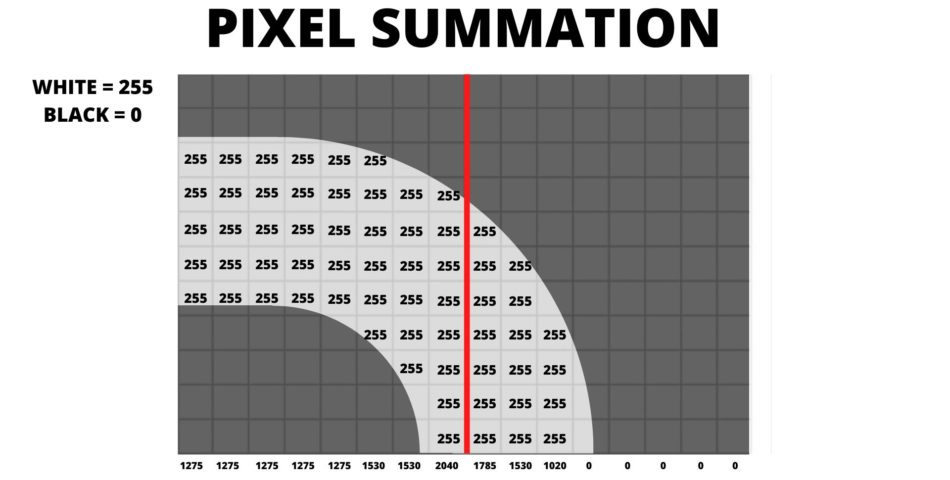 PIXEL SUMMATION
WHITE = 255
BLACK = 0
255 255 255 255 255 255
255 255 255 255 255 255 255 255
255 255 255 255 255 255 255 255 255
255 255 255 255 255 255 255 255 255 255
255 255 255 255 255 255 255 255 255 255
255 255 255 255 255 255
255 255 255 255 255
255 255 255 255
255 255 255 255
1275 1275 1275 1275 1275 1530 1530 2040 1785 1530 1020 0 0 0 0 0